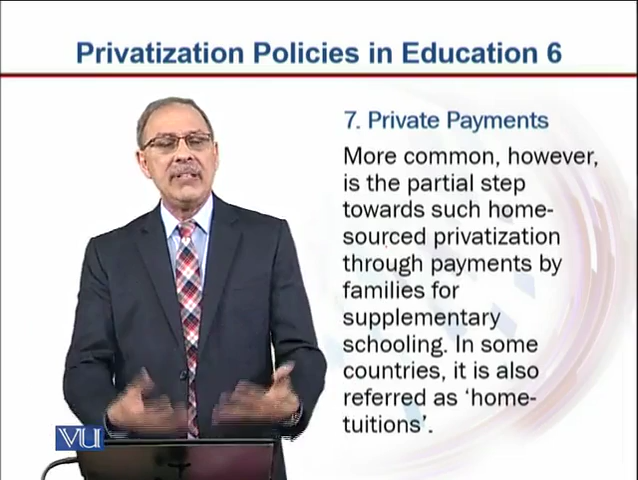 Privatization Policies in Education 6
7. Private Payments
More common, however,
is the partial step
towards such home-
sourced privatization
through payments by
families for
supplementary
schooling. In some
countries, it is also
referred as ‘home-
tuitions’.
VU